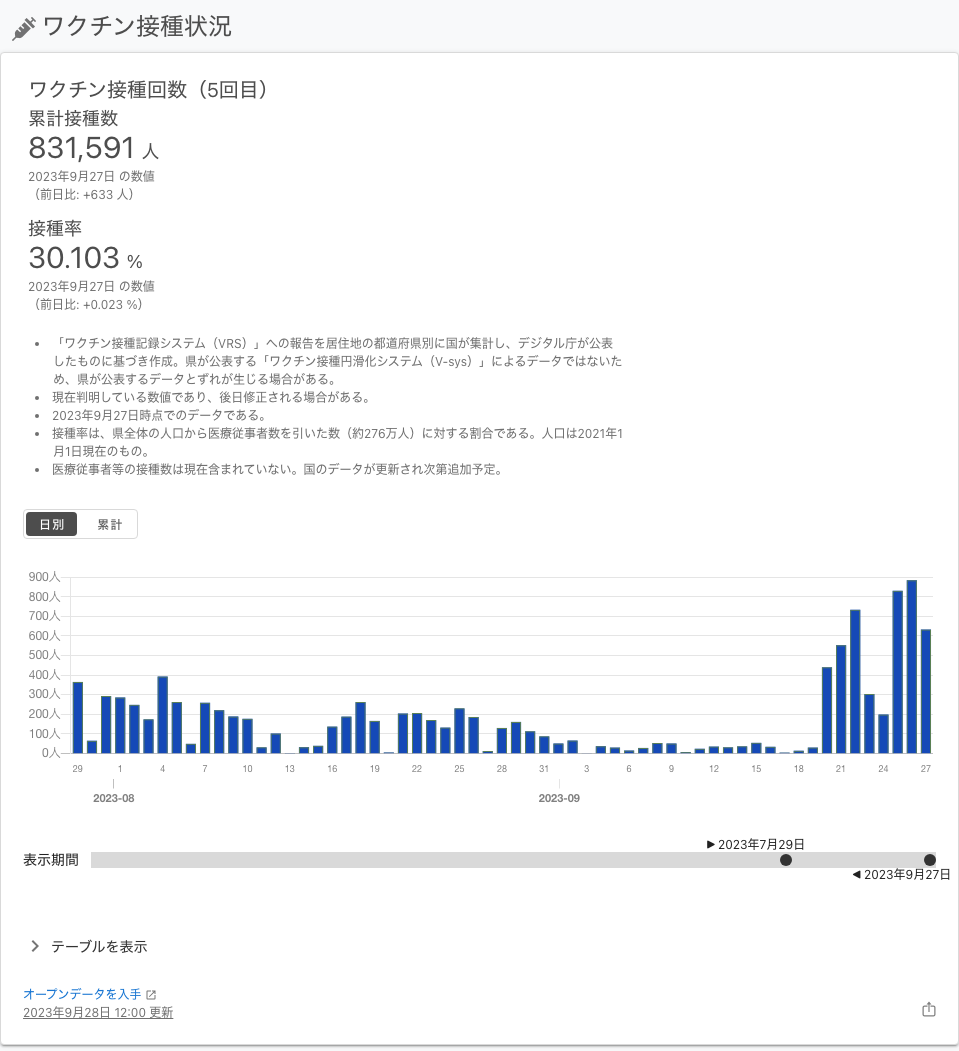 ワクチン接種状況
ワクチン接種回数（5回目）
累計接種数
831,591 人
2023年9月27日 の数値
（前日比: +633 人）
接種率
30.103 %
2023年9月27日 の数値
（前日比: +0.023 %）
• 「ワクチン接種記録システム（VRS）」への報告を居住地の都道府県別に国が集計し、デジタル庁が公表
したものに基づき作成。県が公表する「ワクチン接種円滑化システム（V-sys）」によるデータではないた
め、県が公表するデータとずれが生じる場合がある。
• 現在判明している数値であり、後日修正される場合がある。
• 2023年9月27日時点でのデータである。
• 接種率は、県全体の人口から医療従事者数を引いた数（約276万人）に対する割合である。人口は2021年1
月1日現在のもの。
• 医療従事者等の接種数は現在含まれていない。国のデータが更新され次第追加予定。
日別 累計
900人
800人
700人
600人
500人
400人
300人
200人
100人
0人
29 1 4 7 10 13 16 19 22 25 28 31 3 6 9 12 15 18 21 24 27
2023-08 2023-09
▶ 2023年7月29日
表示期間
◀ 2023年9月27日
テーブルを表示
オープンデータを入手
2023年9月28日 12:00 更新